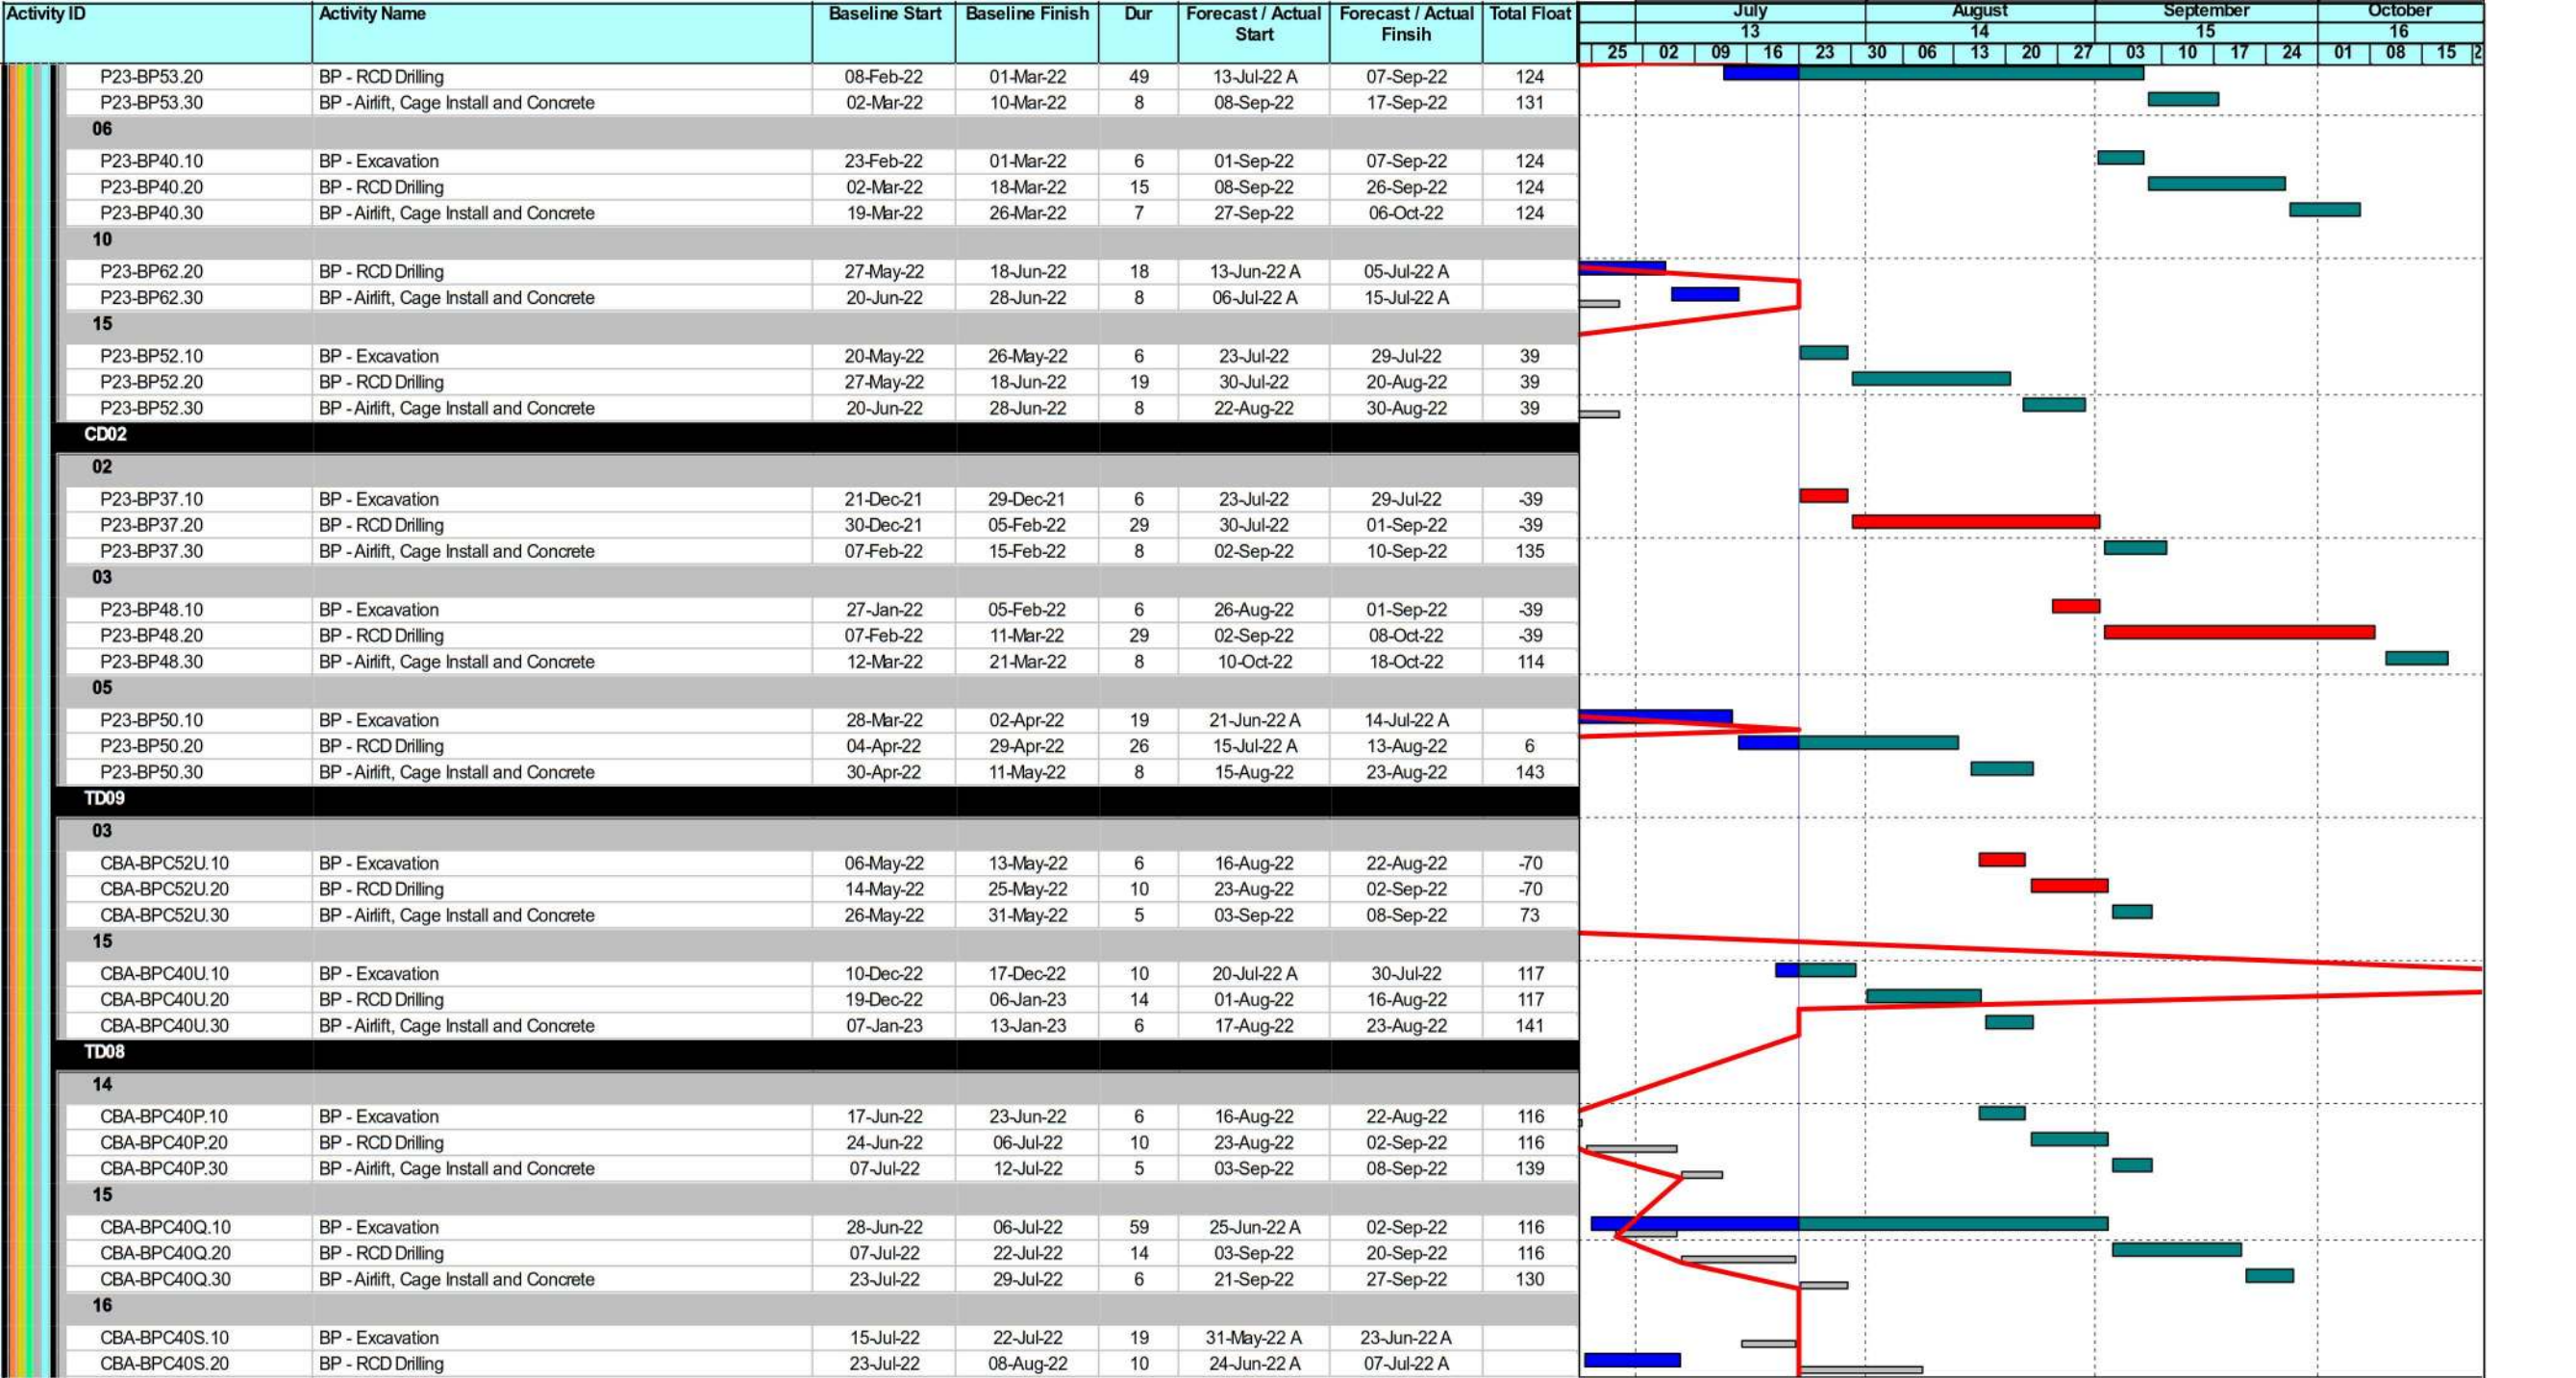 Activity ID Activity Name Baseline Start Baseline Finish Dur Forecast / Actual Start Forecast / Actual Finsih Total Float
July August September October
13 14 15 16
25 02 09 16 23 30 06 13 20 27 03 10 17 24 01 08 15 2
P23-BP53.20 BP - RCD Drilling 08-Feb-22 01-Mar-22 49 13-Jul-22 A 07-Sep-22 124
P23-BP53.30 BP - Airlift, Cage Install and Concrete 02-Mar-22 10-Mar-22 8 08-Sep-22 17-Sep-22 131
06
P23-BP40.10 BP - Excavation 23-Feb-22 01-Mar-22 6 01-Sep-22 07-Sep-22 124
P23-BP40.20 BP - RCD Drilling 02-Mar-22 18-Mar-22 15 08-Sep-22 26-Sep-22 124
P23-BP40.30 BP - Airlift, Cage Install and Concrete 19-Mar-22 26-Mar-22 7 27-Sep-22 06-Oct-22 124
10
P23-BP62.20 BP - RCD Drilling 27-May-22 18-Jun-22 18 13-Jun-22 A 05-Jul-22 A
P23-BP62.30 BP - Airlift, Cage Install and Concrete 20-Jun-22 28-Jun-22 8 06-Jul-22 A 15-Jul-22 A
15
P23-BP52.10 BP - Excavation 20-May-22 26-May-22 6 23-Jul-22 29-Jul-22 39
P23-BP52.20 BP - RCD Drilling 27-May-22 18-Jun-22 19 30-Jul-22 20-Aug-22 39
P23-BP52.30 BP - Airlift, Cage Install and Concrete 20-Jun-22 28-Jun-22 8 22-Aug-22 30-Aug-22 39
CD02
02
P23-BP37.10 BP - Excavation 21-Dec-21 29-Dec-21 6 23-Jul-22 29-Jul-22 -39
P23-BP37.20 BP - RCD Drilling 30-Dec-21 05-Feb-22 29 30-Jul-22 01-Sep-22 -39
P23-BP37.30 BP - Airlift, Cage Install and Concrete 07-Feb-22 15-Feb-22 8 02-Sep-22 10-Sep-22 135
03
P23-BP48.10 BP - Excavation 27-Jan-22 05-Feb-22 6 26-Aug-22 01-Sep-22 -39
P23-BP48.20 BP - RCD Drilling 07-Feb-22 11-Mar-22 29 02-Sep-22 08-Oct-22 -39
P23-BP48.30 BP - Airlift, Cage Install and Concrete 12-Mar-22 21-Mar-22 8 10-Oct-22 18-Oct-22 114
05
P23-BP50.10 BP - Excavation 28-Mar-22 02-Apr-22 19 21-Jun-22 A 14-Jul-22 A
P23-BP50.20 BP - RCD Drilling 04-Apr-22 29-Apr-22 26 15-Jul-22 A 13-Aug-22 6
P23-BP50.30 BP - Airlift, Cage Install and Concrete 30-Apr-22 11-May-22 8 15-Aug-22 23-Aug-22 143
TD09
03
CBA-BPC52U.10 BP - Excavation 06-May-22 13-May-22 6 16-Aug-22 22-Aug-22 -70
CBA-BPC52U.20 BP - RCD Drilling 14-May-22 25-May-22 10 23-Aug-22 02-Sep-22 -70
CBA-BPC52U.30 BP - Airlift, Cage Install and Concrete 26-May-22 31-May-22 5 03-Sep-22 08-Sep-22 73
15
CBA-BPC40U.10 BP - Excavation 10-Dec-22 17-Dec-22 10 20-Jul-22 A 30-Jul-22 117
CBA-BPC40U.20 BP - RCD Drilling 19-Dec-22 06-Jan-23 14 01-Aug-22 16-Aug-22 117
CBA-BPC40U.30 BP - Airlift, Cage Install and Concrete 07-Jan-23 13-Jan-23 6 17-Aug-22 23-Aug-22 141
TD08
14
CBA-BPC40P.10 BP - Excavation 17-Jun-22 23-Jun-22 6 16-Aug-22 22-Aug-22 116
CBA-BPC40P.20 BP - RCD Drilling 24-Jun-22 06-Jul-22 10 23-Aug-22 02-Sep-22 116
CBA-BPC40P.30 BP - Airlift, Cage Install and Concrete 07-Jul-22 12-Jul-22 5 03-Sep-22 08-Sep-22 139
15
CBA-BPC40Q.10 BP - Excavation 28-Jun-22 06-Jul-22 59 25-Jun-22 A 02-Sep-22 116
CBA-BPC40Q.20 BP - RCD Drilling 07-Jul-22 22-Jul-22 14 03-Sep-22 20-Sep-22 116
CBA-BPC40Q.30 BP - Airlift, Cage Install and Concrete 23-Jul-22 29-Jul-22 6 21-Sep-22 27-Sep-22 130
16
CBA-BPC40S.10 BP - Excavation 15-Jul-22 22-Jul-22 19 31-May-22 A 23-Jun-22 A
CBA-BPC40S.20 BP - RCD Drilling 23-Jul-22 08-Aug-22 10 24-Jun-22 A 07-Jul-22 A